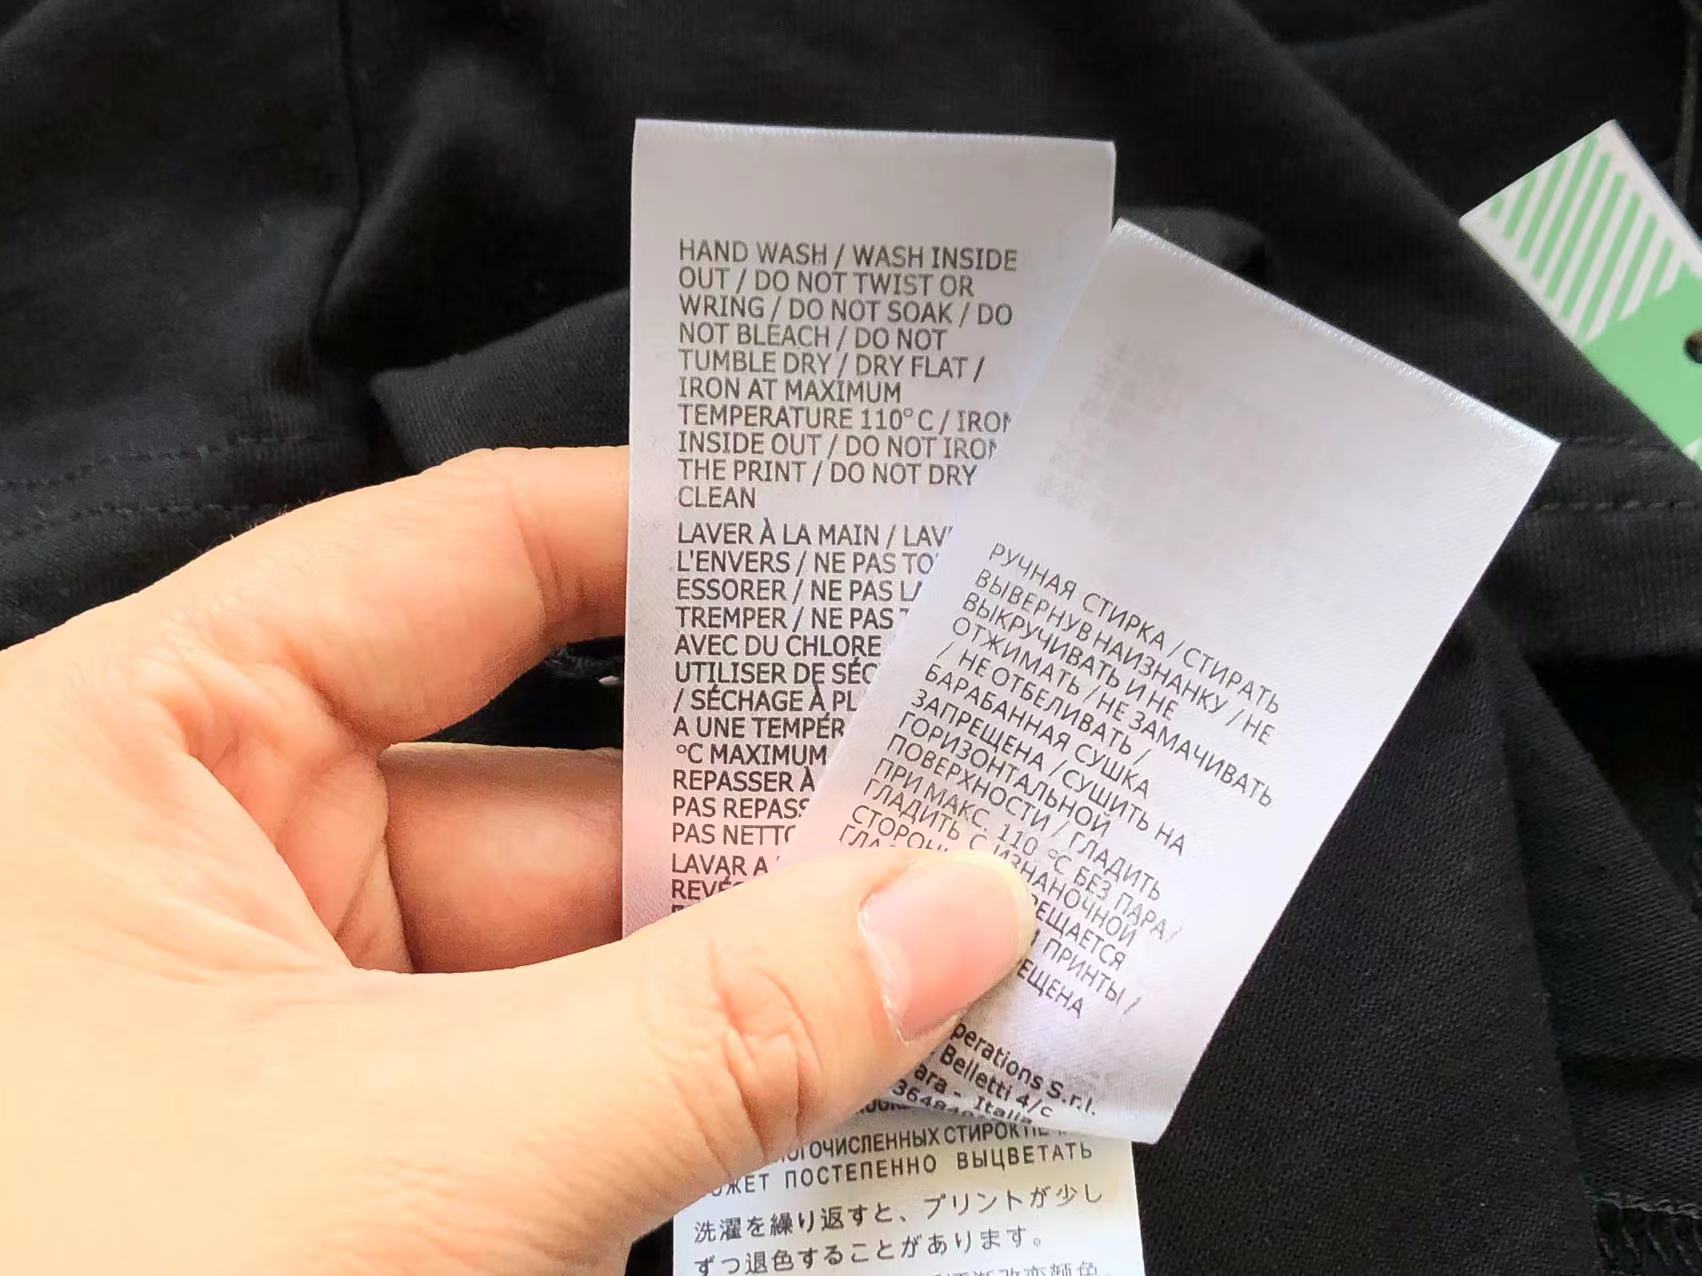 HAND WASH / WASH INSIDE
OUT / DO NOT TWIST OR
WRING / DO NOT SOAK / DO
NOT BLEACH / DO NOT
TUMBLE DRY / DRY FLAT /
IRON AT MAXIMUM
TEMPERATURE 110°C / IRON
INSIDE OUT / DO NOT IRON
THE PRINT / DO NOT DRY
CLEAN
LAVER À LA MAIN /
L'ENVERS / NE PAS
ESSORER / NE PAS
TREMPER / NE PAS
AVEC DU CHLORE
UTILISER DE
/ SÉCHAGE À
A UNE
°C MAXIMUM
REPASSER À
PAS
PAS
LAVAR A
РУЧНАЯ СТИРКА / СТИРАТЬ
ВЫВЕРНУВ НАИЗНАНКУ / НЕ
ВЫКРУЧИВАТЬ И НЕ
ОТЖИМАТЬ / НЕ ЗАМАЧИВАТЬ
/ НЕ ОТБЕЛИВАТЬ /
БАРАБАННАЯ СУШКА
ЗАПРЕЩЕНА / СУШИТЬ НА
ГОРИЗОНТАЛЬНОЙ
ПОВЕРХНОСТИ / ГЛАДИТЬ
ПРИ МАКС. 110 °С БЕЗ ПАРА /
ГЛАДИТЬ С ИЗНАНОЧНОЙ
ПРИНТЫ /
S.r.l.
Belletti 4/c
- Italia
СТИРОК
ПОСТЕПЕННО ВЫЦВЕТАТЬ
洗濯を繰り返すと、プリントが少し
ずつ退色することがあります。